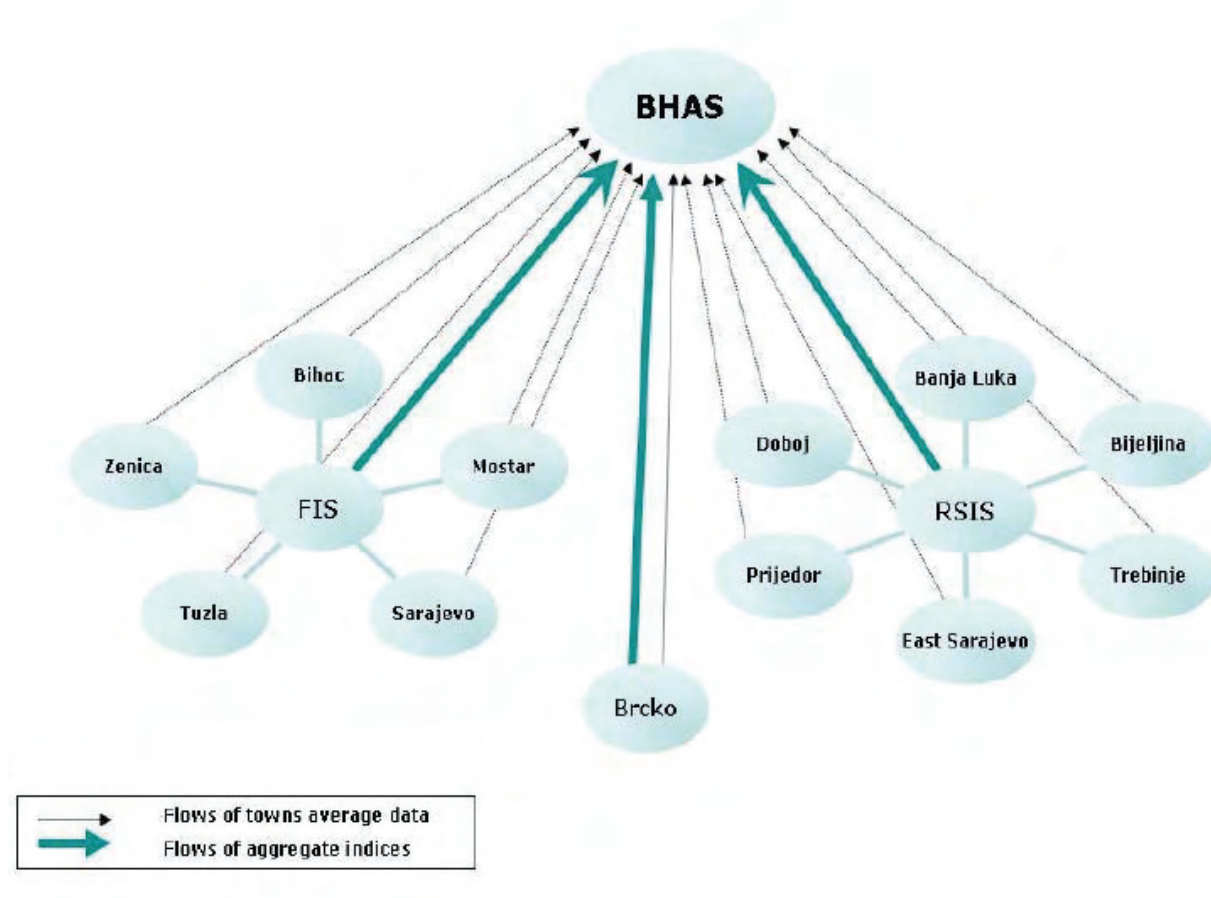 BHAS
Bihac
Zenica
Mostar
FIS
Tuzla
Sarajevo
Banja Luka
Doboj
Bijeljina
RSIS
Prijedor
Trebinje
East Sarajevo
Brcko
Flows of towns average data
Flows of aggregate indices